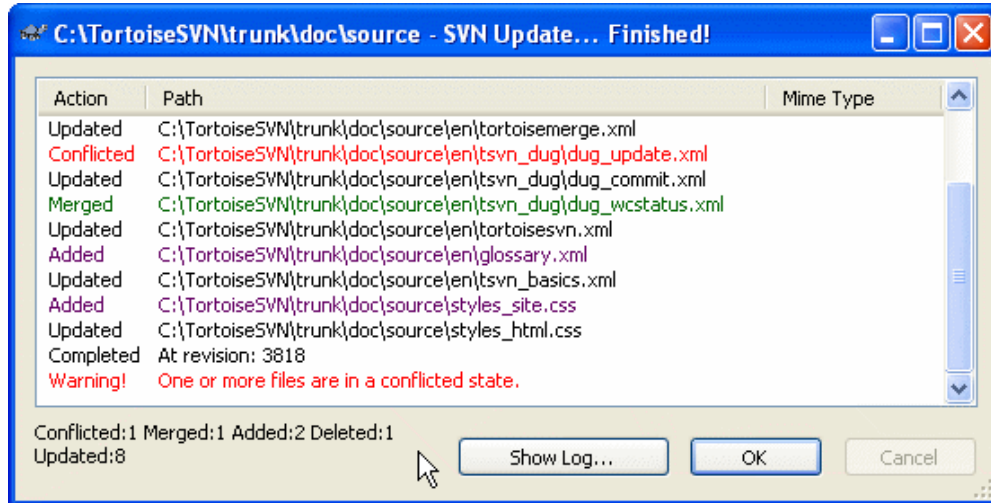 C:\TortoiseSVN\trunk\doc\source - SVN Update... Finished!
Action Path Mime Type
Updated C:\TortoiseSVN\trunk\doc\source\en\tortoisemerge.xml
Conflicted C:\TortoiseSVN\trunk\doc\source\en\tsvn_dug\dug_update.xml
Updated C:\TortoiseSVN\trunk\doc\source\en\tsvn_dug\dug_commit.xml
Merged C:\TortoiseSVN\trunk\doc\source\en\tsvn_dug\dug_wcstatus.xml
Updated C:\TortoiseSVN\trunk\doc\source\en\tortoisesvn.xml
Added C:\TortoiseSVN\trunk\doc\source\en\glossary.xml
Updated C:\TortoiseSVN\trunk\doc\source\en\tsvn_basics.xml
Added C:\TortoiseSVN\trunk\doc\source\styles_site.css
Updated C:\TortoiseSVN\trunk\doc\source\styles_html.css
Completed At revision: 3818
Warning! One or more files are in a conflicted state.
Conflicted:1 Merged:1 Added:2 Deleted:1
Updated:8
Show Log... OK Cancel